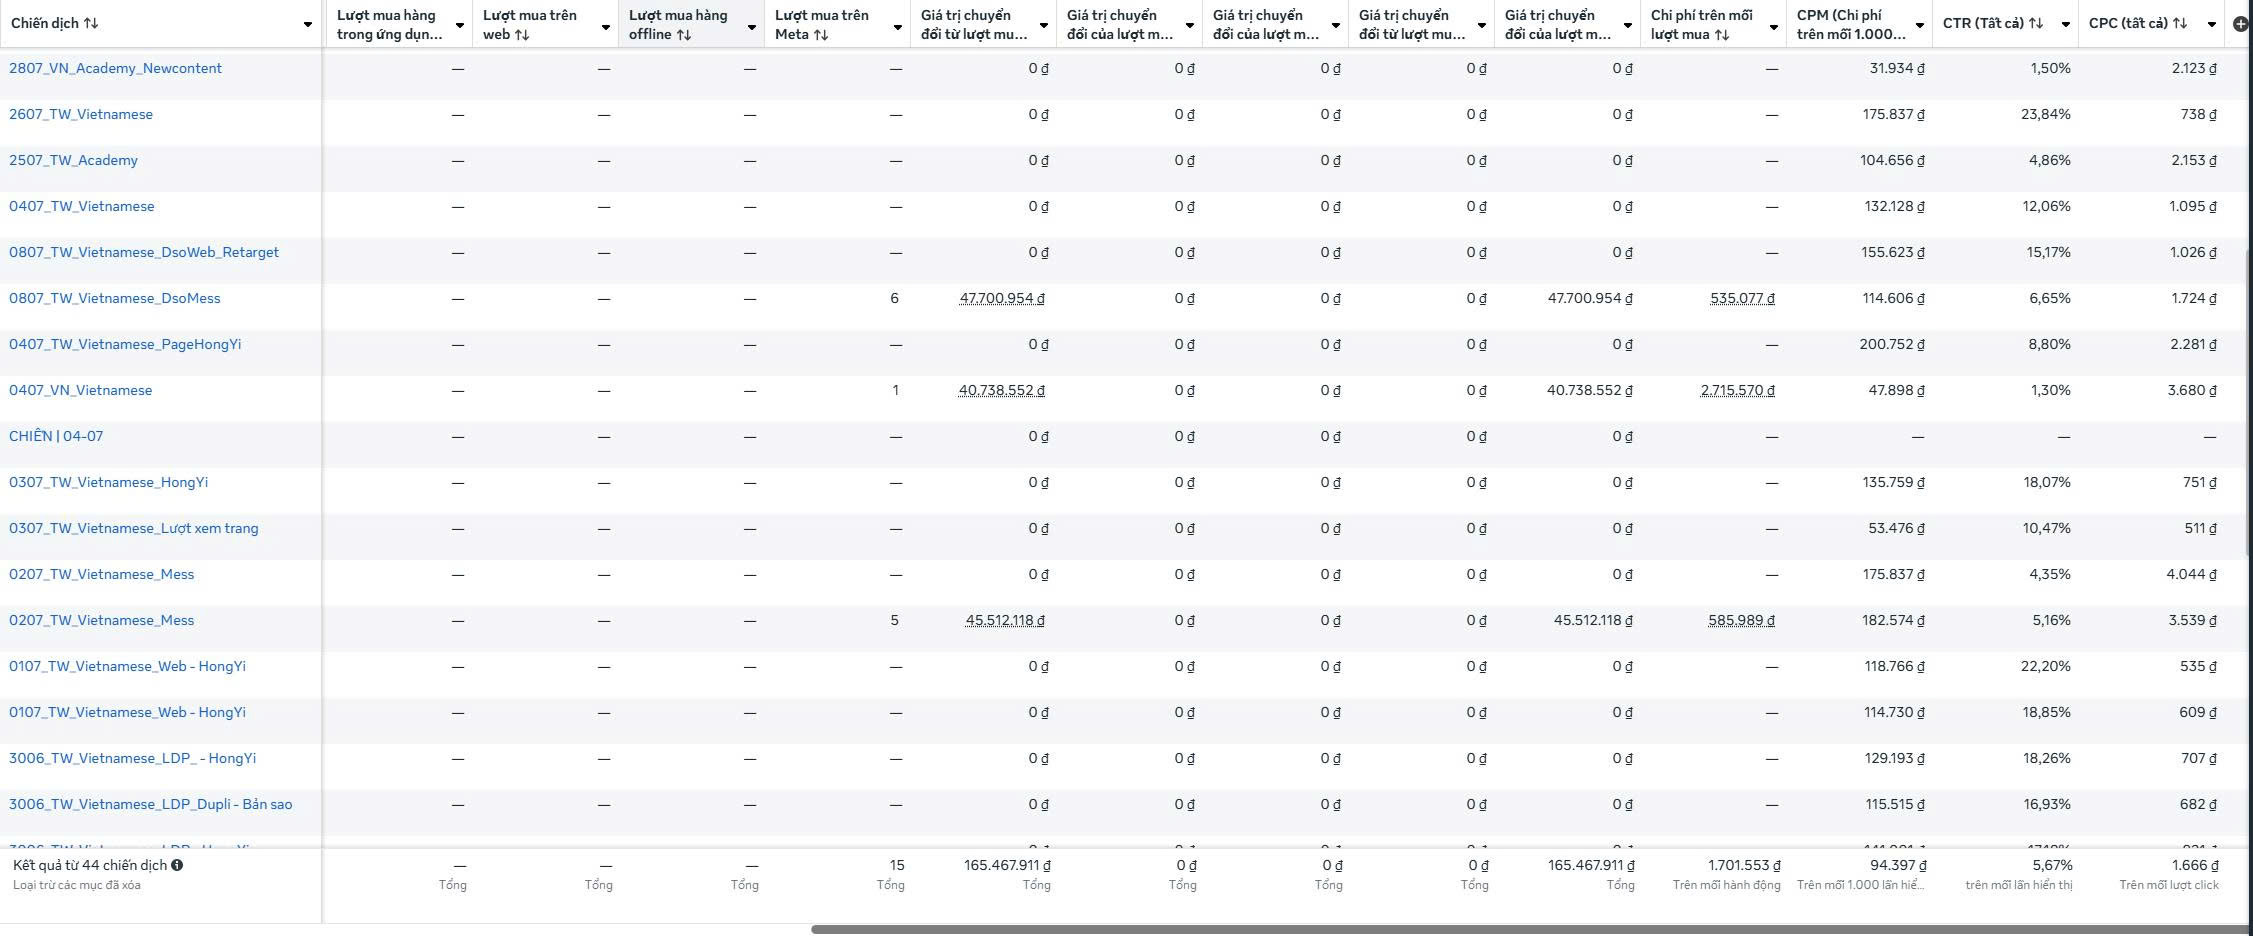 Chiến dịch ↑↓ Lượt mua hàng trong ứng dụn... Lượt mua trên web ↑↓ Lượt mua hàng offline ↑↓ Lượt mua trên Meta ↑↓ Giá trị chuyển đổi từ lượt mu... Giá trị chuyển đổi của lượt m... Giá trị chuyển đổi của lượt m... Giá trị chuyển đổi từ lượt mu... Giá trị chuyển đổi của lượt m... Chi phí trên mỗi lượt mua ↑↓ CPM (Chi phí trên mỗi 1.000... CTR (Tất cả) ↑↓ CPC (tất cả) ↑↓
2807_VN_Academy_Newcontent — — — — 0 ₫ 0 ₫ 0 ₫ 0 ₫ 0 ₫ — 31.934 ₫ 1,50% 2.123 ₫
2607_TW_Vietnamese — — — — 0 ₫ 0 ₫ 0 ₫ 0 ₫ 0 ₫ — 175.837 ₫ 23,84% 738 ₫
2507_TW_Academy — — — — 0 ₫ 0 ₫ 0 ₫ 0 ₫ 0 ₫ — 104.656 ₫ 4,86% 2.153 ₫
0407_TW_Vietnamese — — — — 0 ₫ 0 ₫ 0 ₫ 0 ₫ 0 ₫ — 132.128 ₫ 12,06% 1.095 ₫
0807_TW_Vietnamese_DsoWeb_Retarget — — — — 0 ₫ 0 ₫ 0 ₫ 0 ₫ 0 ₫ — 155.623 ₫ 15,17% 1.026 ₫
0807_TW_Vietnamese_DsoMess — — — 6 47.700.954 ₫ 0 ₫ 0 ₫ 0 ₫ 47.700.954 ₫ 535.077 ₫ 114.606 ₫ 6,65% 1.724 ₫
0407_TW_Vietnamese_PageHongYi — — — — 0 ₫ 0 ₫ 0 ₫ 0 ₫ 0 ₫ — 200.752 ₫ 8,80% 2.281 ₫
0407_VN_Vietnamese — — — 1 40.738.552 ₫ 0 ₫ 0 ₫ 0 ₫ 40.738.552 ₫ 2.715.570 ₫ 47.898 ₫ 1,30% 3.680 ₫
CHIẾN | 04-07 — — — — 0 ₫ 0 ₫ 0 ₫ 0 ₫ 0 ₫ — — — —
0307_TW_Vietnamese_HongYi — — — — 0 ₫ 0 ₫ 0 ₫ 0 ₫ 0 ₫ — 135.759 ₫ 18,07% 751 ₫
0307_TW_Vietnamese_Lượt xem trang — — — — 0 ₫ 0 ₫ 0 ₫ 0 ₫ 0 ₫ — 53.476 ₫ 10,47% 511 ₫
0207_TW_Vietnamese_Mess — — — — 0 ₫ 0 ₫ 0 ₫ 0 ₫ 0 ₫ — 175.837 ₫ 4,35% 4.044 ₫
0207_TW_Vietnamese_Mess — — — 5 45.512.118 ₫ 0 ₫ 0 ₫ 0 ₫ 45.512.118 ₫ 585.989 ₫ 182.574 ₫ 5,16% 3.539 ₫
0107_TW_Vietnamese_Web - HongYi — — — — 0 ₫ 0 ₫ 0 ₫ 0 ₫ 0 ₫ — 118.766 ₫ 22,20% 535 ₫
0107_TW_Vietnamese_Web - HongYi — — — — 0 ₫ 0 ₫ 0 ₫ 0 ₫ 0 ₫ — 114.730 ₫ 18,85% 609 ₫
3006_TW_Vietnamese_LDP_ - HongYi — — — — 0 ₫ 0 ₫ 0 ₫ 0 ₫ 0 ₫ — 129.193 ₫ 18,26% 707 ₫
3006_TW_Vietnamese_LDP_Dupli - Bản sao — — — — 0 ₫ 0 ₫ 0 ₫ 0 ₫ 0 ₫ — 115.515 ₫ 16,93% 682 ₫
Kết quả từ 44 chiến dịch — — — 15 165.467.911 ₫ 0 ₫ 0 ₫ 0 ₫ 165.467.911 ₫ 1.701.553 ₫ 94.397 ₫ 5,67% 1.666 ₫
Loại trừ các mục đã xóa Tổng Tổng Tổng Tổng Tổng Tổng Tổng Tổng Tổng Trên mỗi hành động Trên mỗi 1.000 lần hiể... trên mỗi lần hiển thị Trên mỗi lượt click